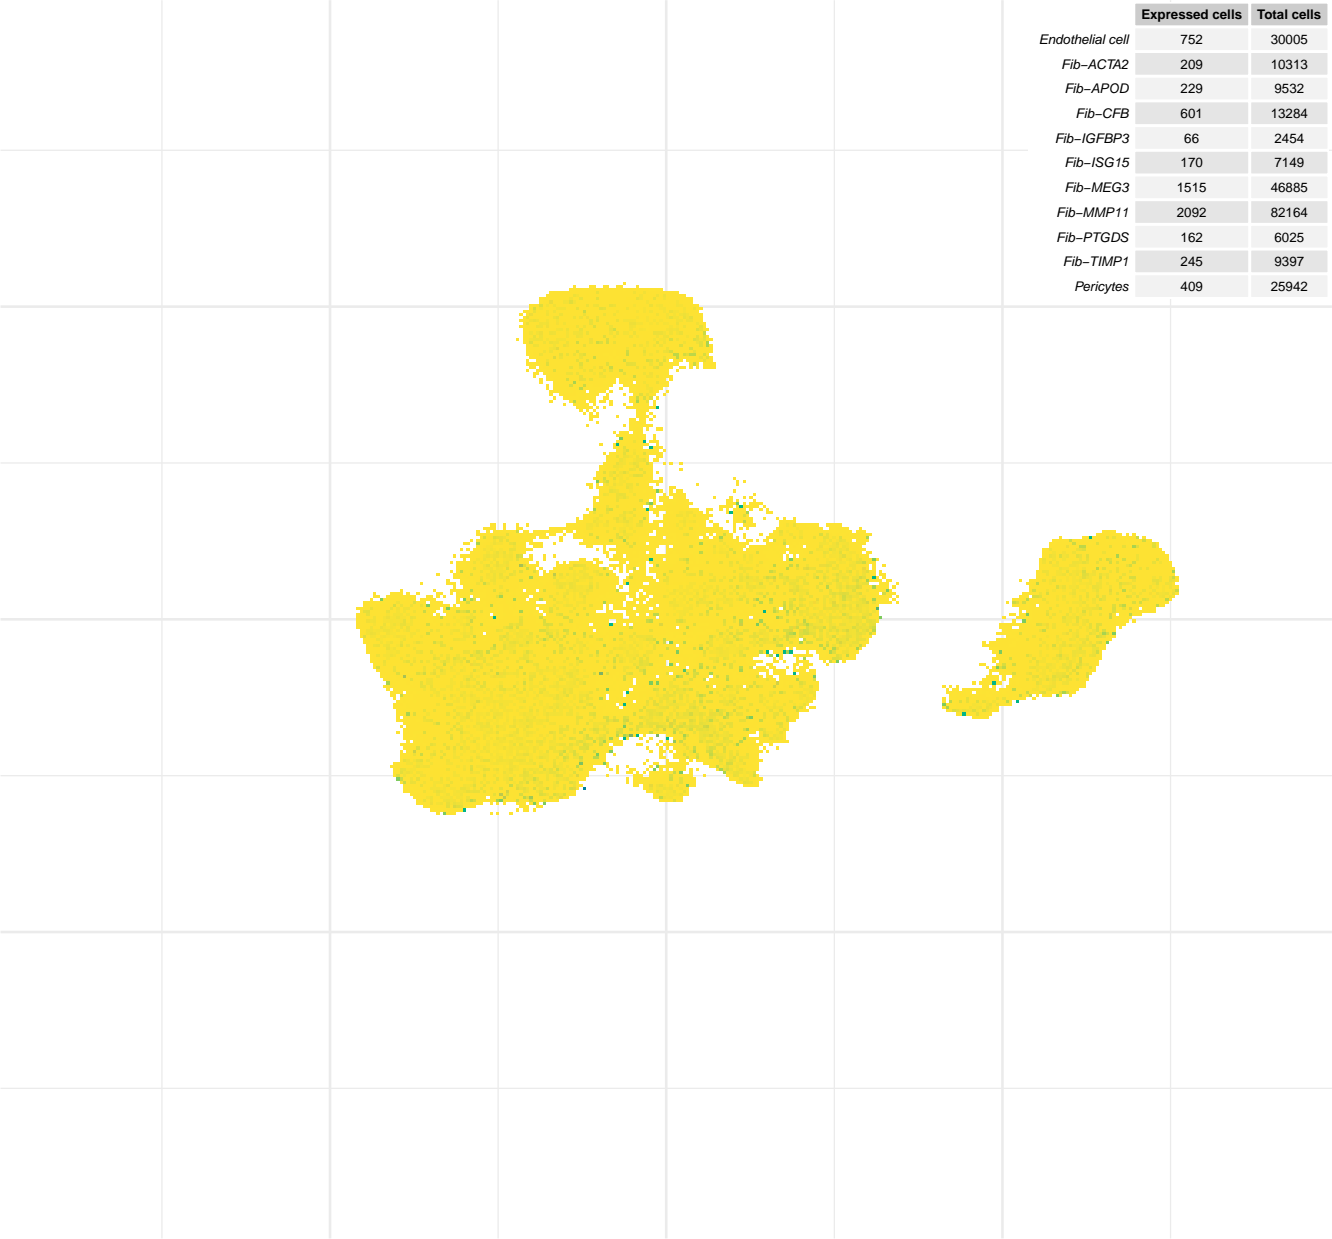 Expressed cells Total cells
Endothelial cell 752 30005
Fib−ACTA2 209 10313
Fib−APOD 229 9532
Fib−CFB 601 13284
Fib−IGFBP3 66 2454
Fib−ISG15 170 7149
Fib−MEG3 1515 46885
Fib−MMP11 2092 82164
Fib−PTGDS 162 6025
Fib−TIMP1 245 9397
Pericytes 409 25942